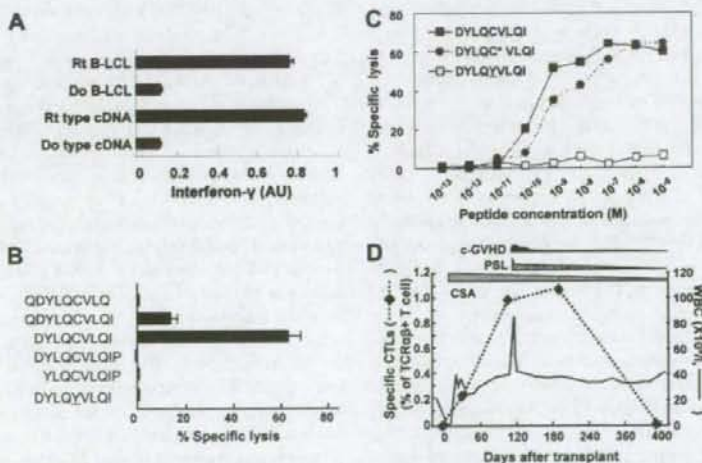 A
Rt B-LCL
Do B-LCL
Rt type cDNA
Do type cDNA
0 0.2 0.4 0.6 0.8 1
Interferon-γ (AU)
B
QDYLQCVLQ
QDYLQCVLQI
DYLQCVLQI
DYLQCVLQIP
YLQCVLQIP
DYLQYVLQI
0 20 40 60 80
% Specific lysis
C
DYLQCVLQI
DYLQC* VLQI
DYLQYVLQI
% Specific lysis
80
60
40
20
0
Peptide concentration (M)
D
c-GVHD
PSL
CSA
Specific CTLs
(% of TCRαβ+ T cell)
1.2
1.0
0.8
0.6
0.4
0.2
0
120
100
80
60
40
20
0
0 60 120 180 240 300 360 400
Days after transplant